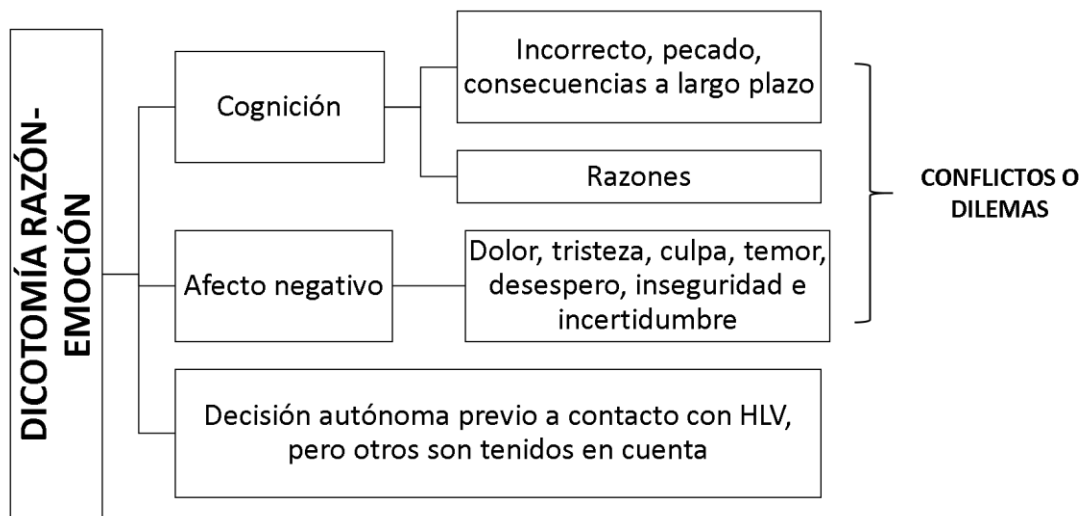 DICOTOMÍA RAZÓN-
EMOCIÓN
Cognición
Incorrecto, pecado,
consecuencias a largo plazo
Razones
Afecto negativo
Dolor, tristeza, culpa, temor,
desespero, inseguridad e
incertidumbre
Decisión autónoma previo a contacto con HLV,
pero otros son tenidos en cuenta
CONFLICTOS O
DILEMAS